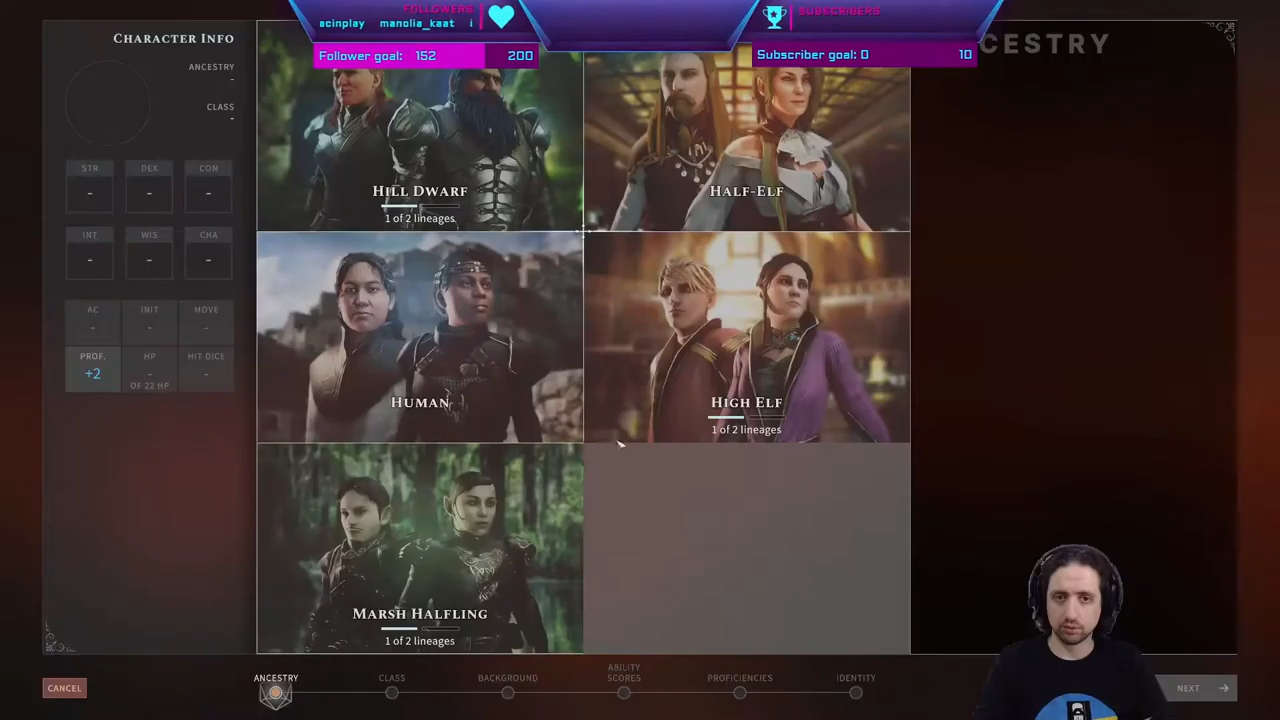 FOLLOWERS
acinplay manolia_kaat i
Follower goal: 152 200
SUBSCRIBERS
Subscriber goal: 0 10
CHARACTER INFO
ANCESTRY
-
CLASS
-
STR DEX CON
- - -
INT WIS CHA
- - -
AC INIT MOVE
- - -
PROF. HP HIT DICE
+2 - -
OF 22 HP
HILL DWARF
1 of 2 lineages
HALF-ELF
HUMAN
HIGH ELF
1 of 2 lineages
MARSH HALFLING
1 of 2 lineages
CESTRY
CANCEL
ANCESTRY
CLASS
BACKGROUND
ABILITY
SCORES
PROFICIENCIES
IDENTITY
NEXT